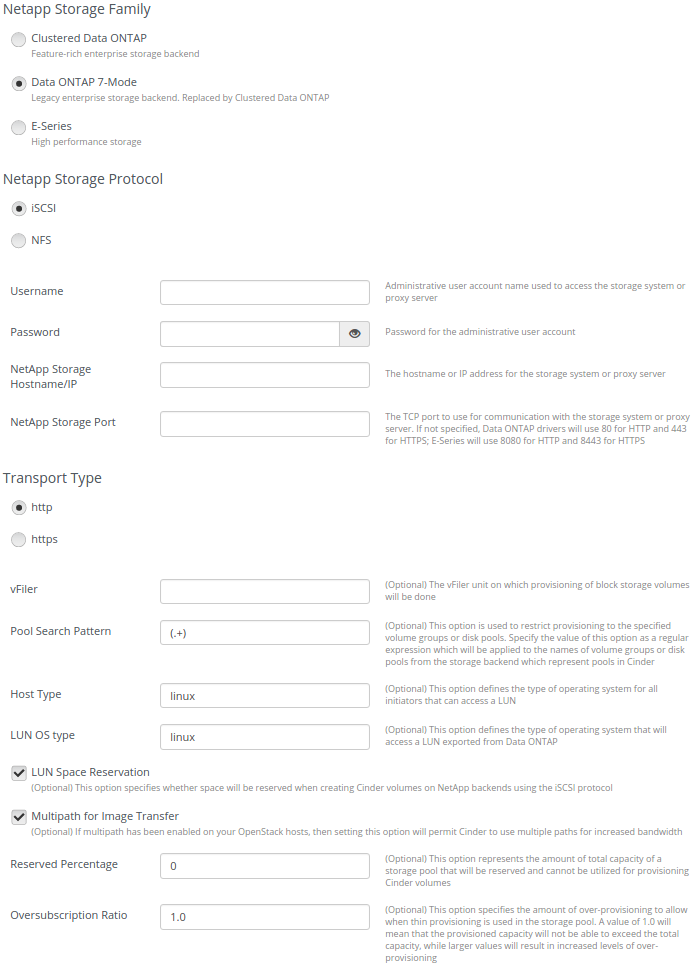 Netapp Storage Family
Clustered Data ONTAP
Feature-rich enterprise storage backend
Data ONTAP 7-Mode
Legacy enterprise storage backend. Replaced by Clustered Data ONTAP
E-Series
High performance storage
Netapp Storage Protocol
iSCSI
NFS
Username
Administrative user account name used to access the storage system or
proxy server
Password
Password for the administrative user account
NetApp Storage
Hostname/IP
The hostname or IP address for the storage system or proxy server
NetApp Storage Port
The TCP port to use for communication with the storage system or proxy
server. If not specified, Data ONTAP drivers will use 80 for HTTP and 443
for HTTPS; E-Series will use 8080 for HTTP and 8443 for HTTPS
Transport Type
http
https
vFiler
(Optional) The vFiler unit on which provisioning of block storage volumes
will be done
Pool Search Pattern
(.+)
(Optional) This option is used to restrict provisioning to the specified
volume groups or disk pools. Specify the value of this option as a regular
expression which will be applied to the names of volume groups or disk
pools from the storage backend which represent pools in Cinder
Host Type
linux
(Optional) This option defines the type of operating system for all
initiators that can access a LUN
LUN OS type
linux
(Optional) This option defines the type of operating system that will
access a LUN exported from Data ONTAP
LUN Space Reservation
(Optional) This option specifies whether space will be reserved when creating Cinder volumes on NetApp backends using the iSCSI protocol
Multipath for Image Transfer
(Optional) If multipath has been enabled on your OpenStack hosts, then setting this option will permit Cinder to use multiple paths for increased bandwidth
Reserved Percentage
0
(Optional) This option represents the amount of total capacity of a
storage pool that will be reserved and cannot be utilized for provisioning
Cinder volumes
Oversubscription Ratio
1.0
(Optional) This option specifies the amount of over-provisioning to allow
when thin provisioning is used in the storage pool. A value of 1.0 will
mean that the provisioned capacity will not be able to exceed the total
capacity, while larger values will result in increased levels of over-
provisioning